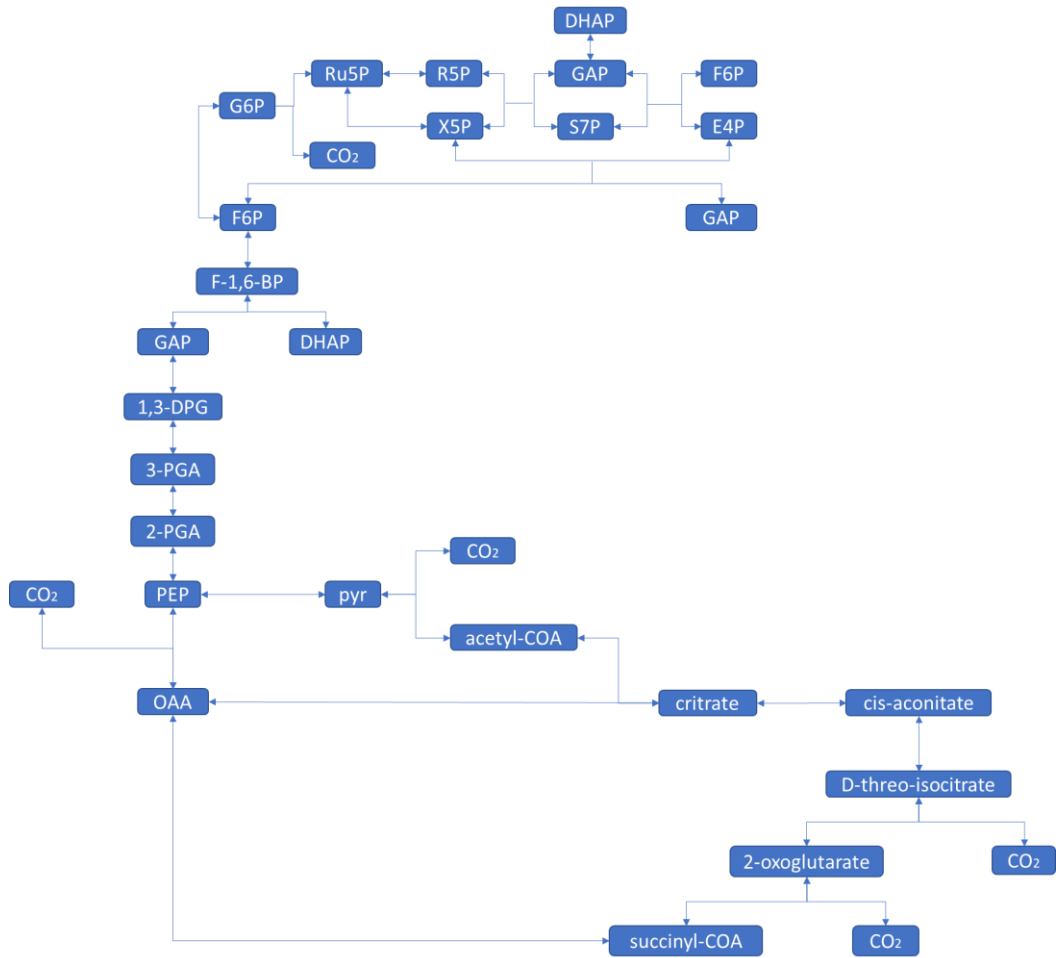 DHAP
Ru5P
R5P
GAP
F6P
G6P
X5P
S7P
E4P
CO₂
F6P
GAP
F-1,6-BP
GAP
DHAP
1,3-DPG
3-PGA
2-PGA
CO₂
CO₂
PEP
pyr
acetyl-COA
OAA
critrate
cis-aconitate
D-threo-isocitrate
2-oxoglutarate
CO₂
succinyl-COA
CO₂